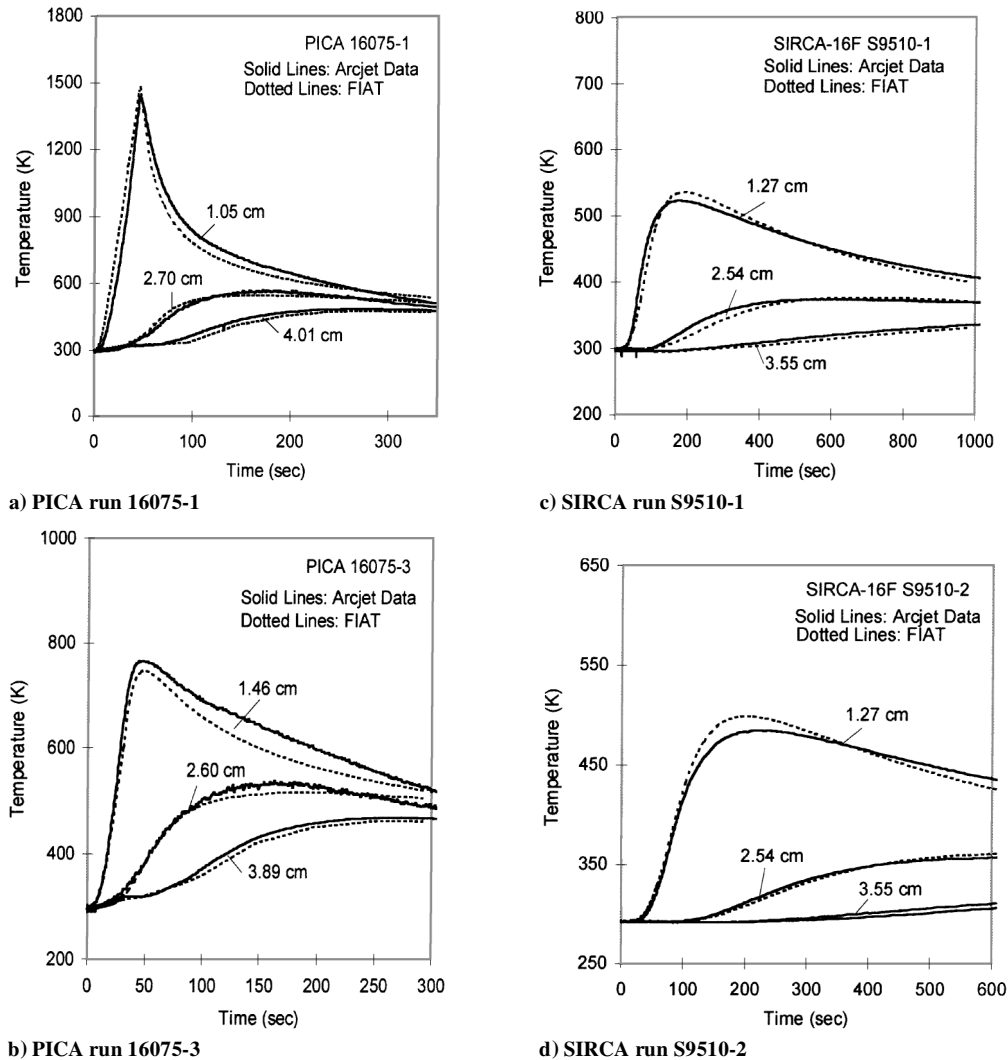 1800
1500
1200
900
600
300
0
Temperature (K)
PICA 16075-1
Solid Lines: Arcjet Data
Dotted Lines: FIAT
1.05 cm
2.70 cm
4.01 cm
0 100 200 300
Time (sec)
a) PICA run 16075-1
800
700
600
500
400
300
200
Temperature (K)
SIRCA-16F S9510-1
Solid Lines: Arcjet Data
Dotted Lines: FIAT
1.27 cm
2.54 cm
3.55 cm
0 200 400 600 800 1000
Time (sec)
c) SIRCA run S9510-1
1000
800
600
400
200
Temperature (K)
PICA 16075-3
Solid Lines: Arcjet Data
Dotted Lines: FIAT
1.46 cm
2.60 cm
3.89 cm
0 50 100 150 200 250 300
Time (sec)
b) PICA run 16075-3
650
550
450
350
250
Temperature (K)
SIRCA-16F S9510-2
Solid Lines: Arcjet Data
Dotted Lines: FIAT
1.27 cm
2.54 cm
3.55 cm
0 100 200 300 400 500 600
Time (sec)
d) SIRCA run S9510-2